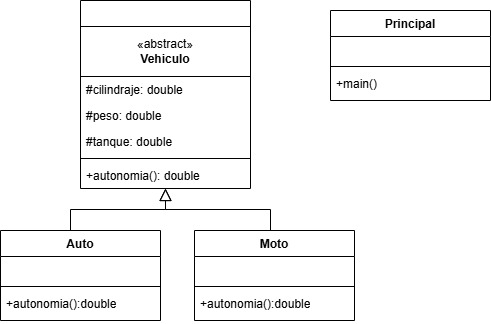 «abstract»
Vehiculo
#cilindraje: double
#peso: double
#tanque: double
+autonomia(): double
Principal
+main()
Auto
+autonomia():double
Moto
+autonomia():double